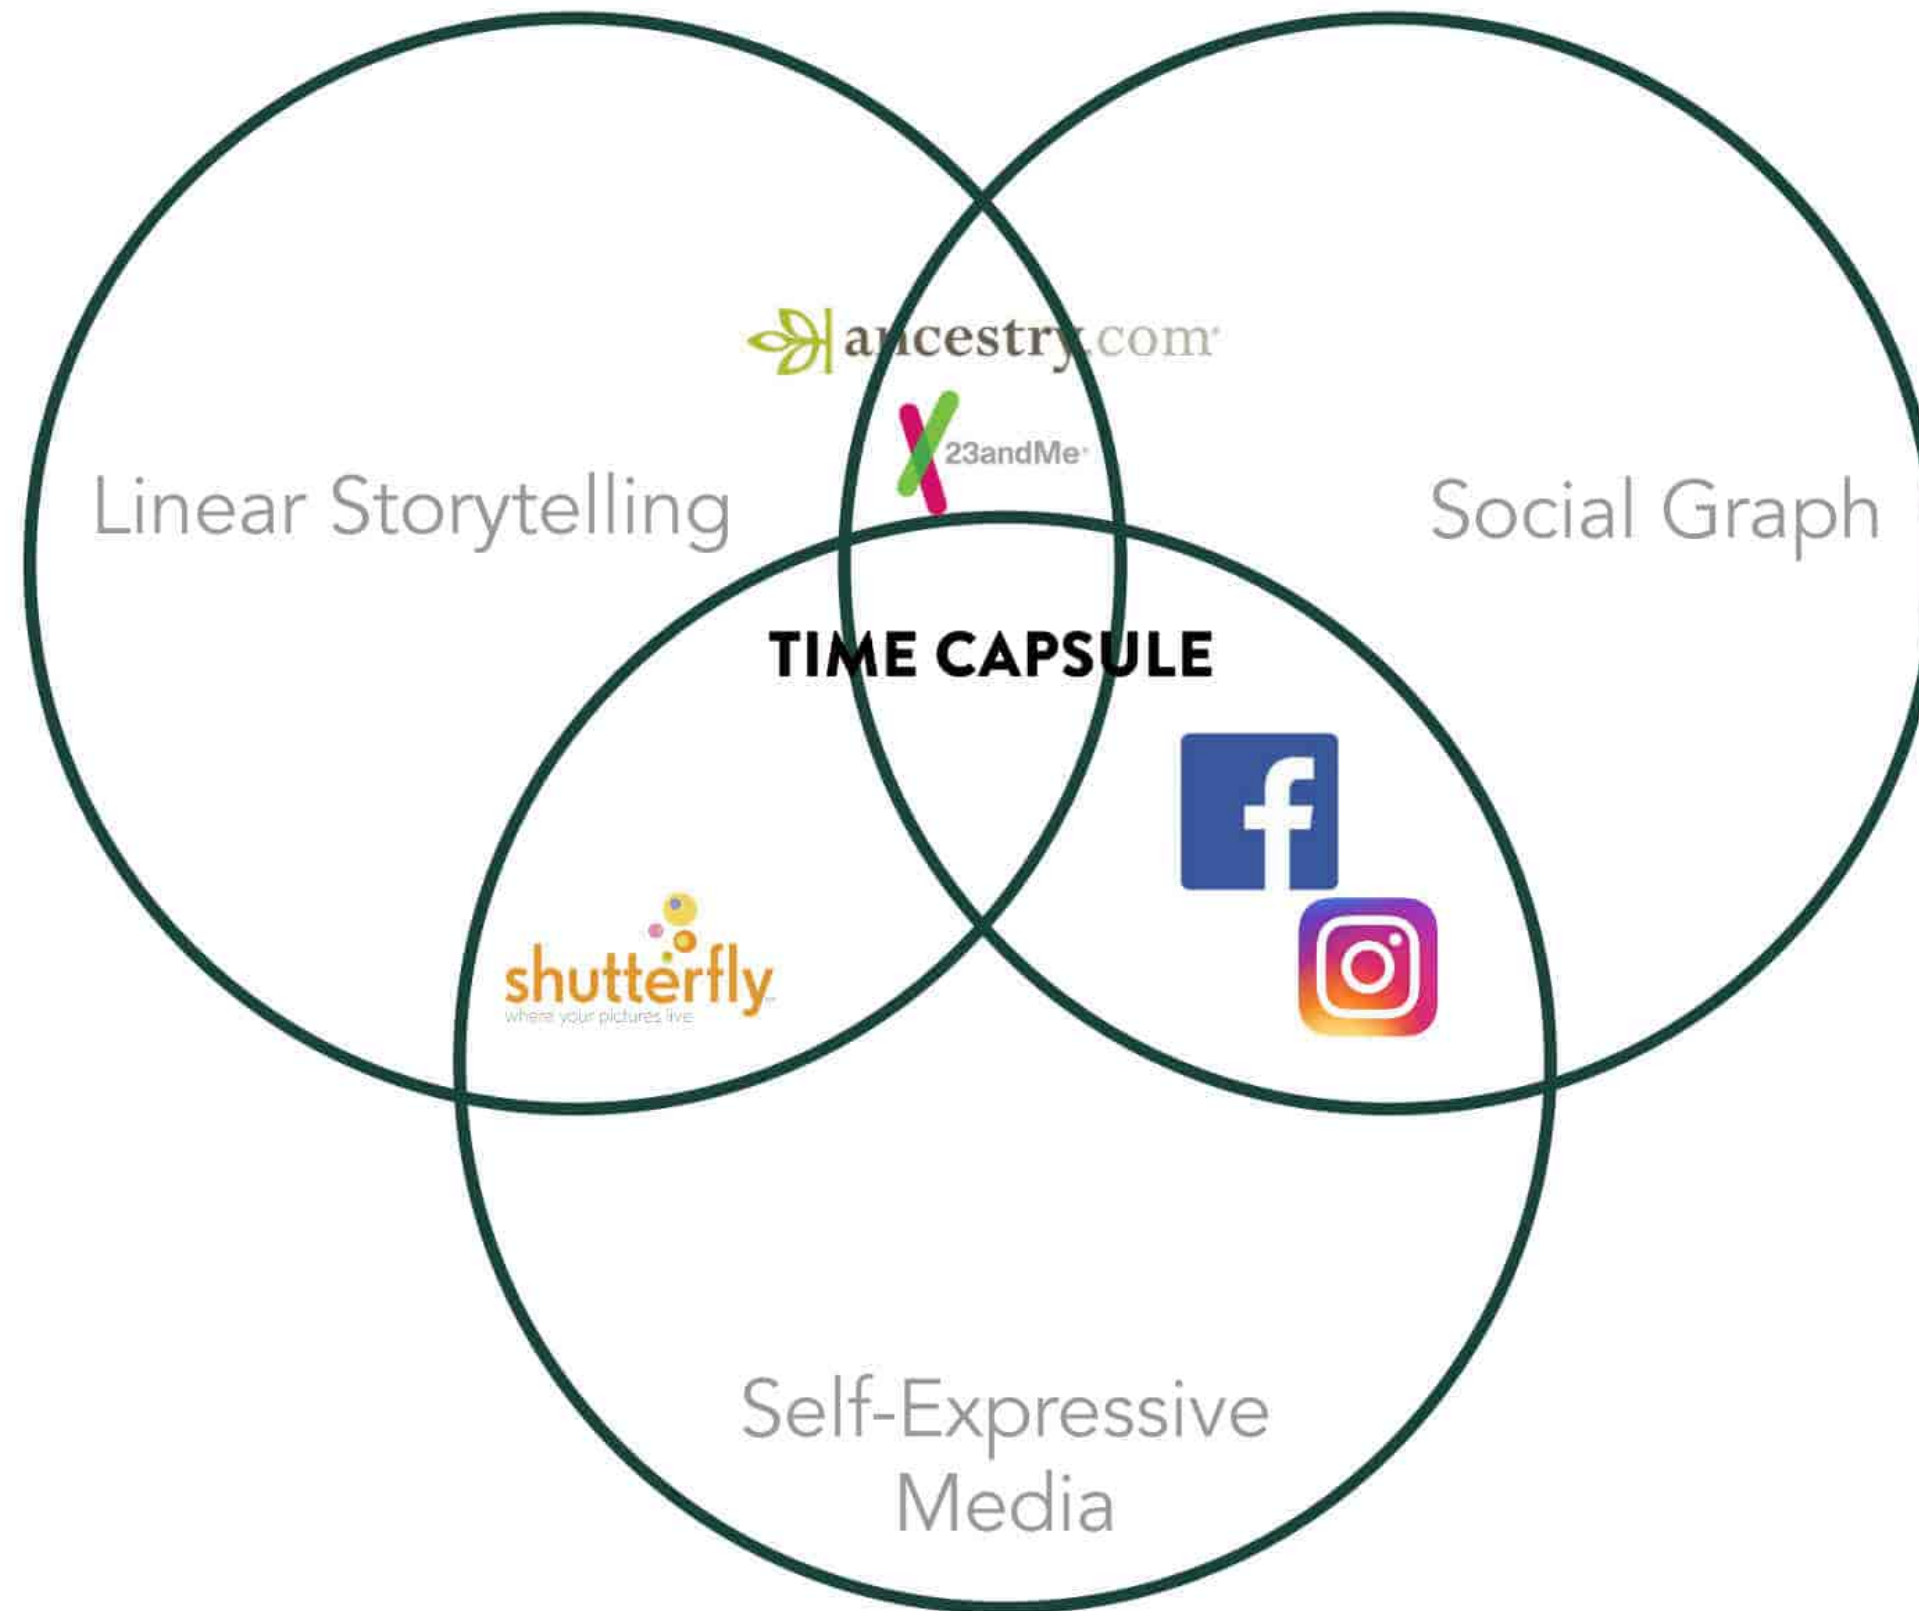 ancestry.com
23andMe
Linear Storytelling
Social Graph
TIME CAPSULE
f
shutterfly
where your pictures live
Self-Expressive
Media